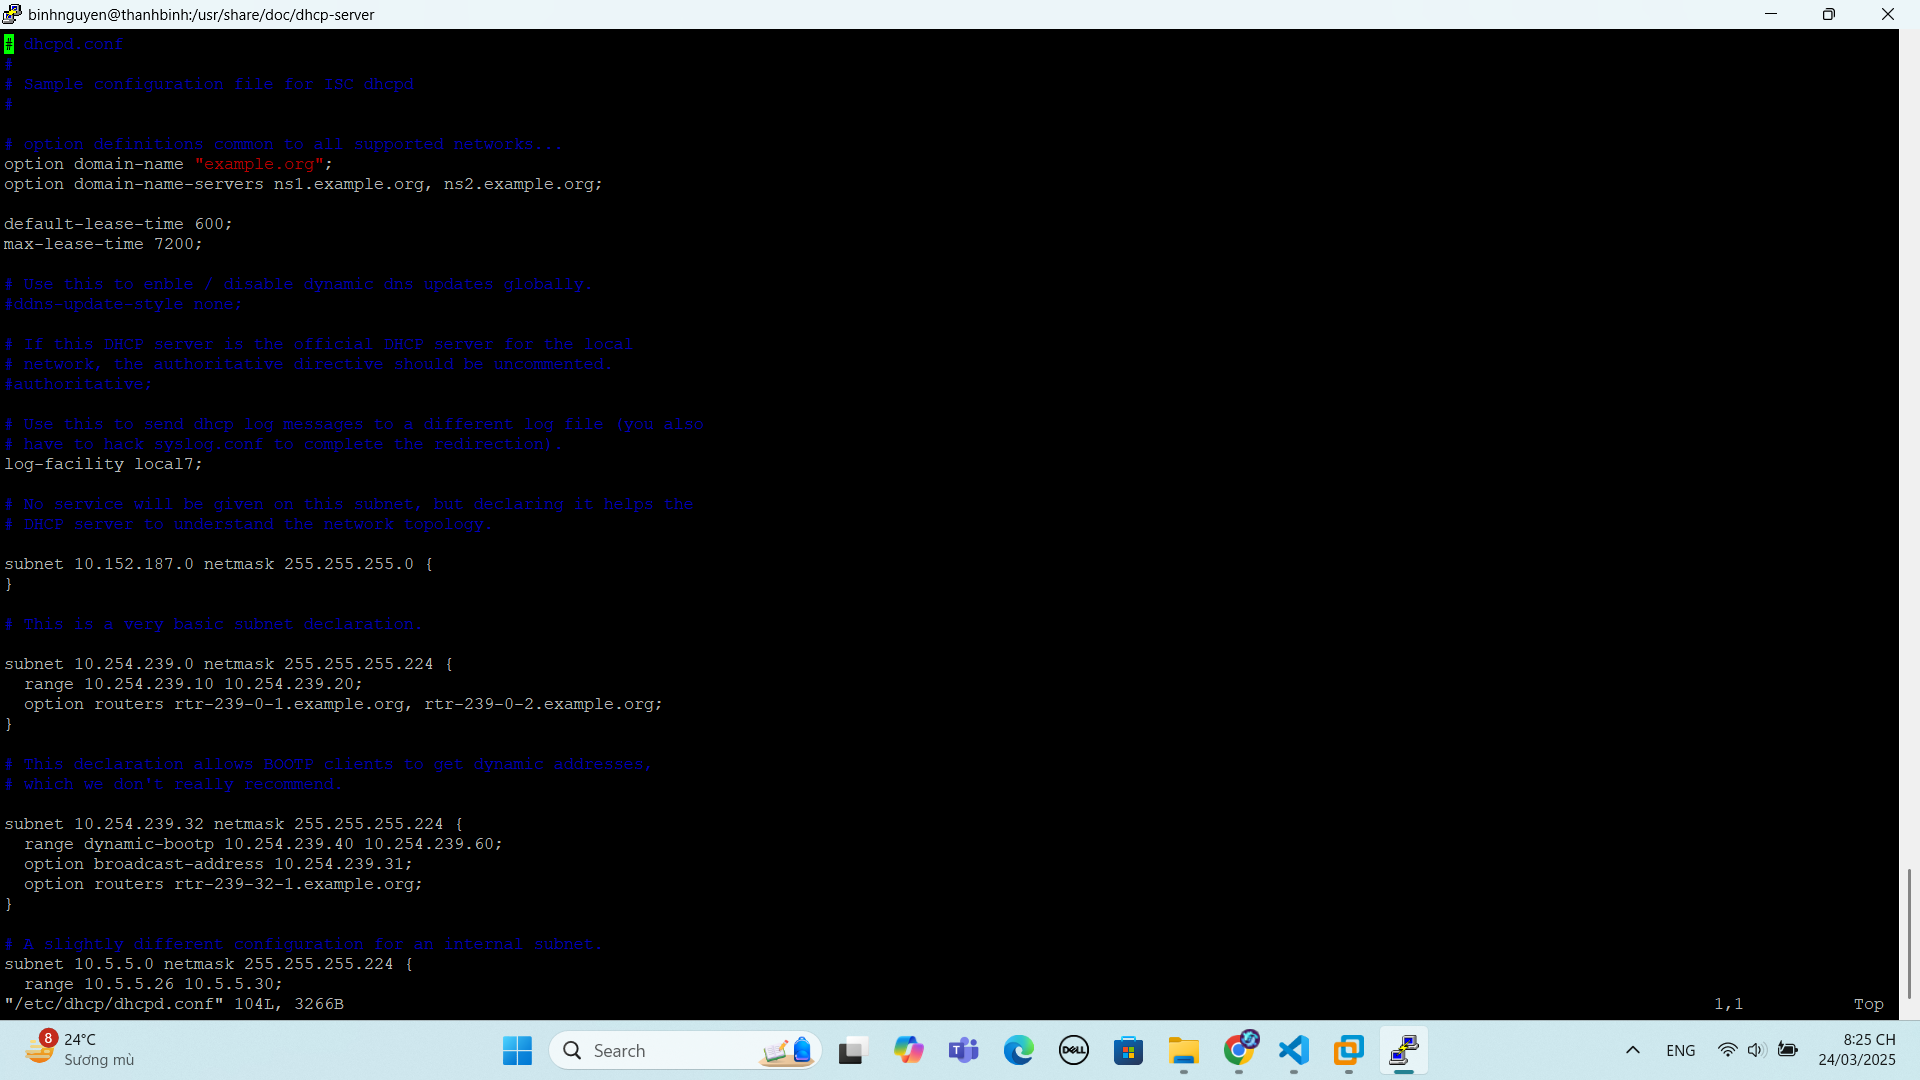 binhnguyen@thanhbinh:/usr/share/doc/dhcp-server
# dhcpd.conf
#
# Sample configuration file for ISC dhcpd
#
# option definitions common to all supported networks...
option domain-name "example.org";
option domain-name-servers ns1.example.org, ns2.example.org;
default-lease-time 600;
max-lease-time 7200;
# Use this to enble / disable dynamic dns updates globally.
#ddns-update-style none;
# If this DHCP server is the official DHCP server for the local
# network, the authoritative directive should be uncommented.
#authoritative;
# Use this to send dhcp log messages to a different log file (you also
# have to hack syslog.conf to complete the redirection).
log-facility local7;
# No service will be given on this subnet, but declaring it helps the
# DHCP server to understand the network topology.
subnet 10.152.187.0 netmask 255.255.255.0 {
}
# This is a very basic subnet declaration.
subnet 10.254.239.0 netmask 255.255.255.224 {
  range 10.254.239.10 10.254.239.20;
  option routers rtr-239-0-1.example.org, rtr-239-0-2.example.org;
}
# This declaration allows BOOTP clients to get dynamic addresses,
# which we don't really recommend.
subnet 10.254.239.32 netmask 255.255.255.224 {
  range dynamic-bootp 10.254.239.40 10.254.239.60;
  option broadcast-address 10.254.239.31;
  option routers rtr-239-32-1.example.org;
}
# A slightly different configuration for an internal subnet.
subnet 10.5.5.0 netmask 255.255.255.224 {
  range 10.5.5.26 10.5.5.30;
"/etc/dhcp/dhcpd.conf" 104L, 3266B 1,1 Top
8
24°C
Sương mù
Search
DELL
ENG
8:25 CH
24/03/2025